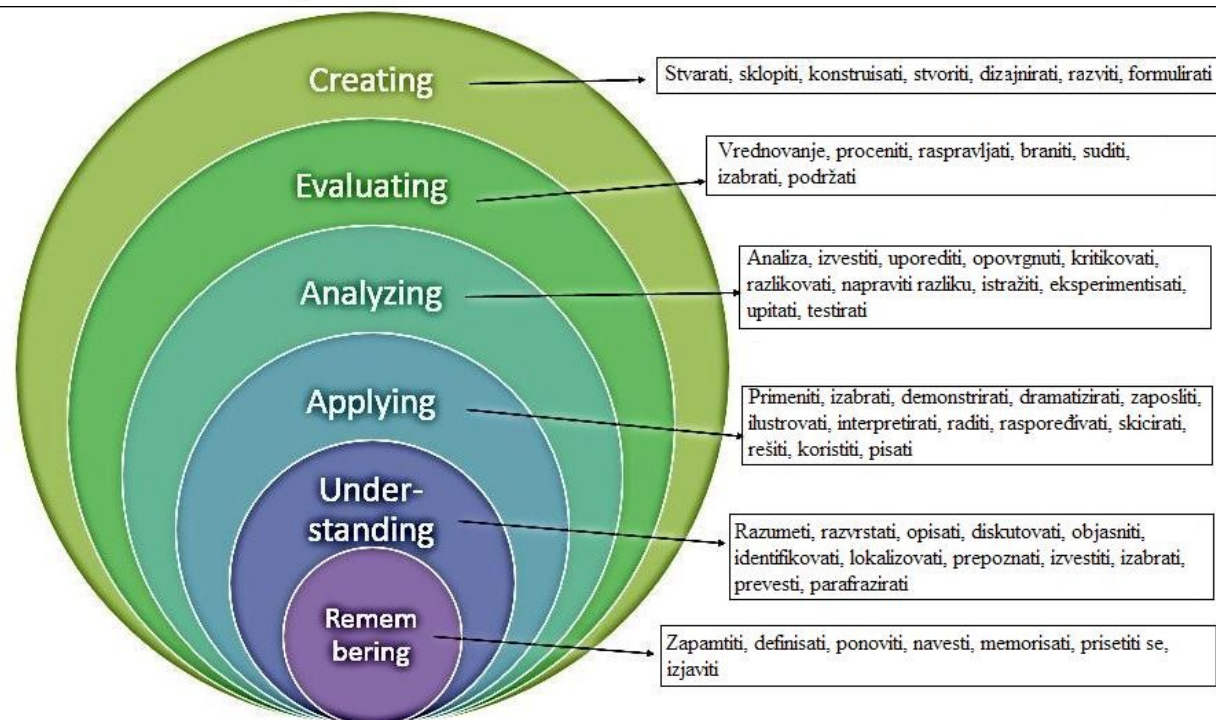 Creating
Stvarati, sklopiti, konstruisati, stvoriti, dizajnirati, razviti, formulirati
Evaluating
Vrednovanje, proceniti, raspravljati, braniti, suditi,
izabrati, podržati
Analyzing
Analiza, izvestiti, uporediti, opovrgnuti, kritikovati,
razlikovati, napraviti razliku, istražiti, eksperimentisati,
upitati, testirati
Applying
Primeniti, izabrati, demonstrirati, dramatizirati, zaposliti,
ilustrovati, interpretirati, raditi, raspoređivati, skicirati,
rešiti, koristiti, pisati
Under-
standing
Razumeti, razvrstati, opisati, diskutovati, objasniti,
identifikovati, lokalizovati, prepoznati, izvestiti, izabrati,
prevesti, parafrazirati
Remem
bering
Zapamtiti, definisati, ponoviti, navesti, memorisati, prisetiti se,
izjaviti